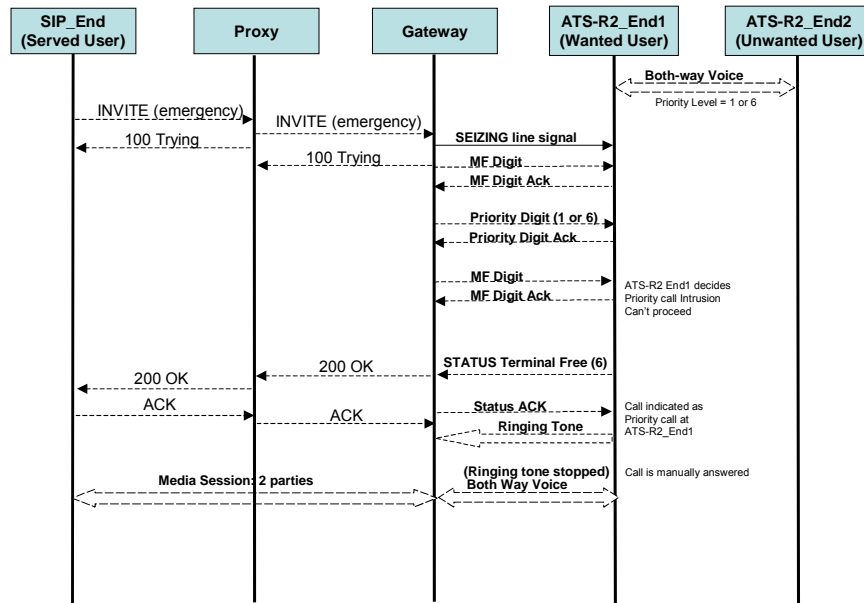 SIP_End
(Served User)
Proxy
Gateway
ATS-R2_End1
(Wanted User)
ATS-R2_End2
(Unwanted User)
Both-way Voice
Priority Level = 1 or 6
INVITE (emergency)
INVITE (emergency)
100 Trying
SEIZING line signal
100 Trying
MF Digit
MF Digit Ack
Priority Digit (1 or 6)
Priority Digit Ack
MF Digit
MF Digit Ack
ATS-R2 End1 decides
Priority call Intrusion
Can't proceed
STATUS Terminal Free (6)
200 OK
200 OK
ACK
ACK
Status ACK
Ringing Tone
Call indicated as
Priority call at
ATS-R2_End1
(Ringing tone stopped)
Both Way Voice
Call is manually answered
Media Session: 2 parties